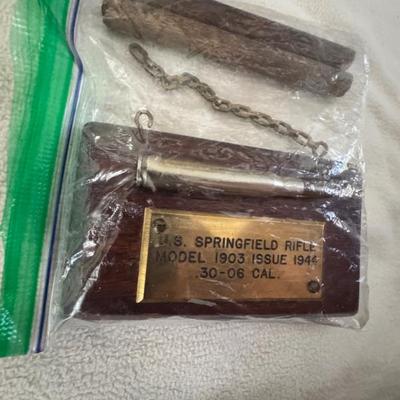 U.S. SPRINGFIELD RIFLE
MODEL 1903 ISSUE 1944
.30-06 CAL.